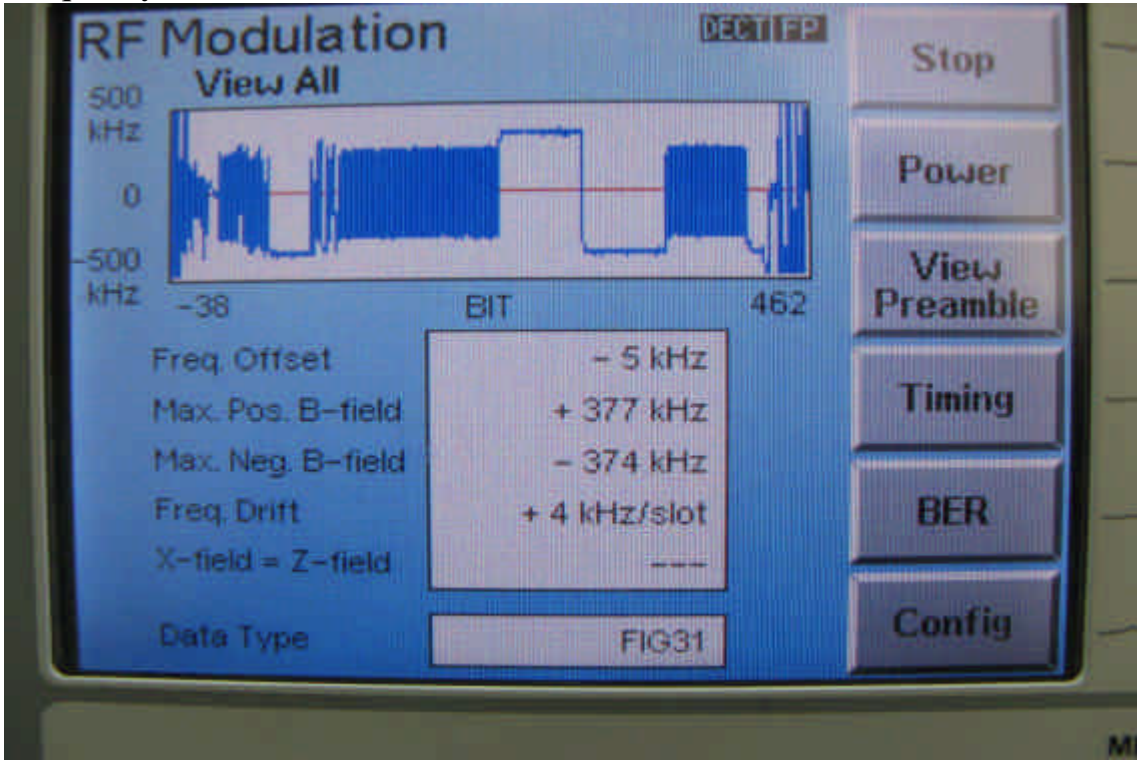 RF Modulation DECT FP
View All
500
kHz
0
-500
kHz
-38 BIT 462
Freq. Offset - 5 kHz
Max. Pos. B-field + 377 kHz
Max. Neg. B-field - 374 kHz
Freq. Drift + 4 kHz/slot
X-field = Z-field ---
Data Type FIG31
Stop
Power
View
Preamble
Timing
BER
Config